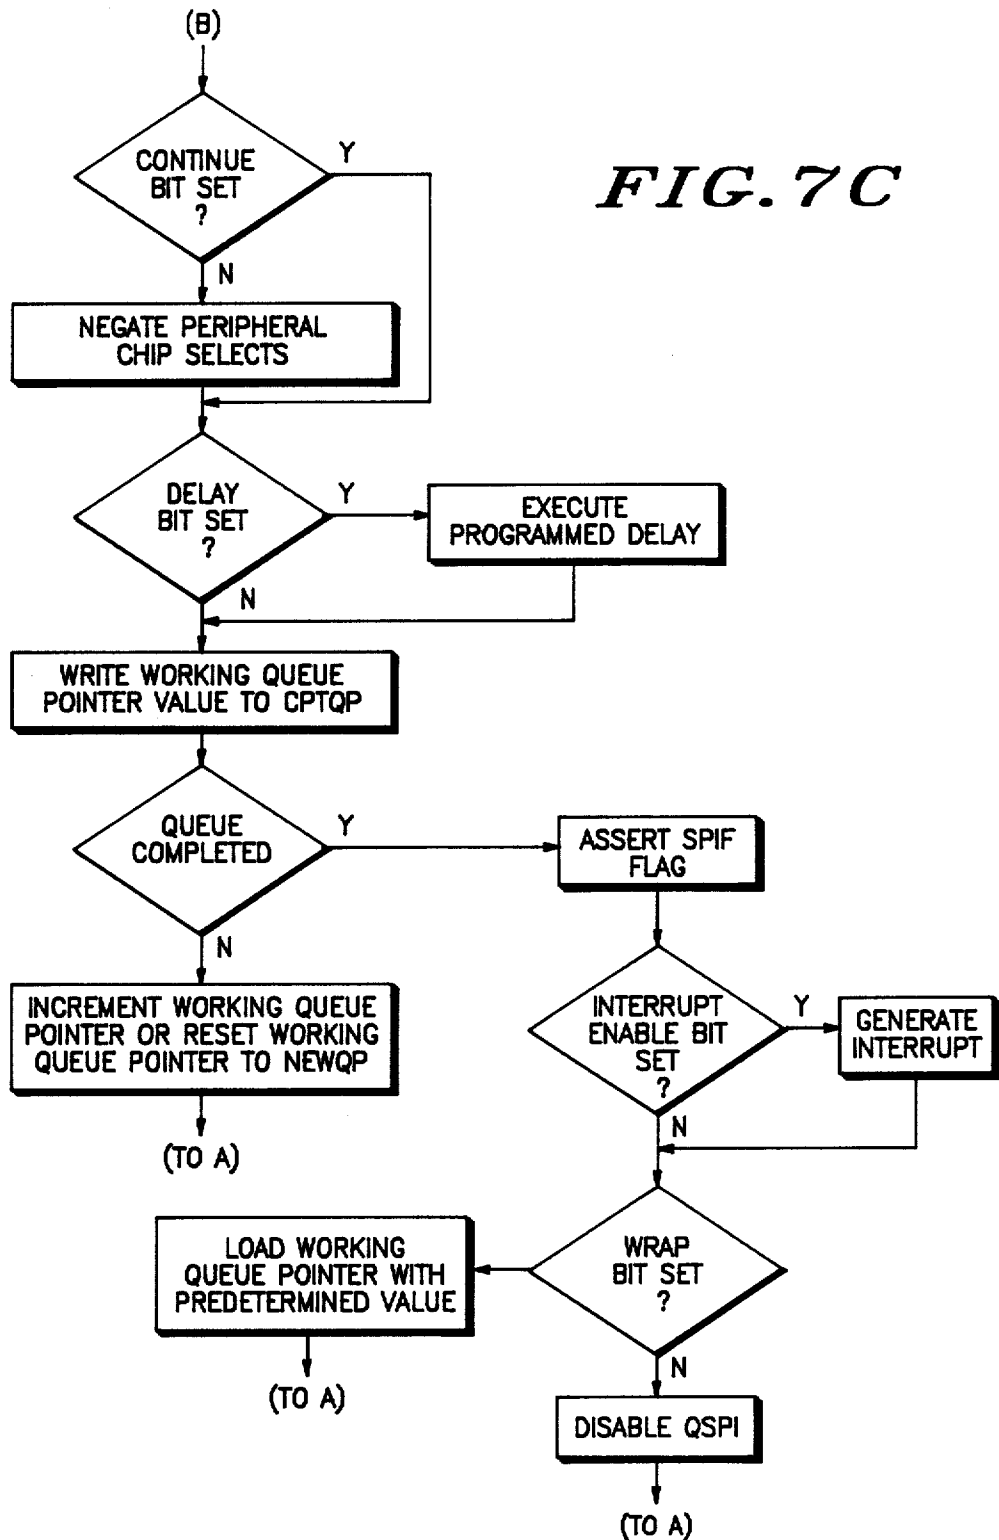 (B)
FIG. 7C
CONTINUE
BIT SET
?
Y
N
NEGATE PERIPHERAL
CHIP SELECTS
DELAY
BIT SET
?
Y
N
EXECUTE
PROGRAMMED DELAY
WRITE WORKING QUEUE
POINTER VALUE TO CPTQP
QUEUE
COMPLETED
Y
N
ASSERT SPIF
FLAG
INCREMENT WORKING QUEUE
POINTER OR RESET WORKING
QUEUE POINTER TO NEWQP
(TO A)
INTERRUPT
ENABLE BIT
SET
?
Y
N
GENERATE
INTERRUPT
WRAP
BIT SET
?
N
LOAD WORKING
QUEUE POINTER WITH
PREDETERMINED VALUE
(TO A)
DISABLE QSPI
(TO A)